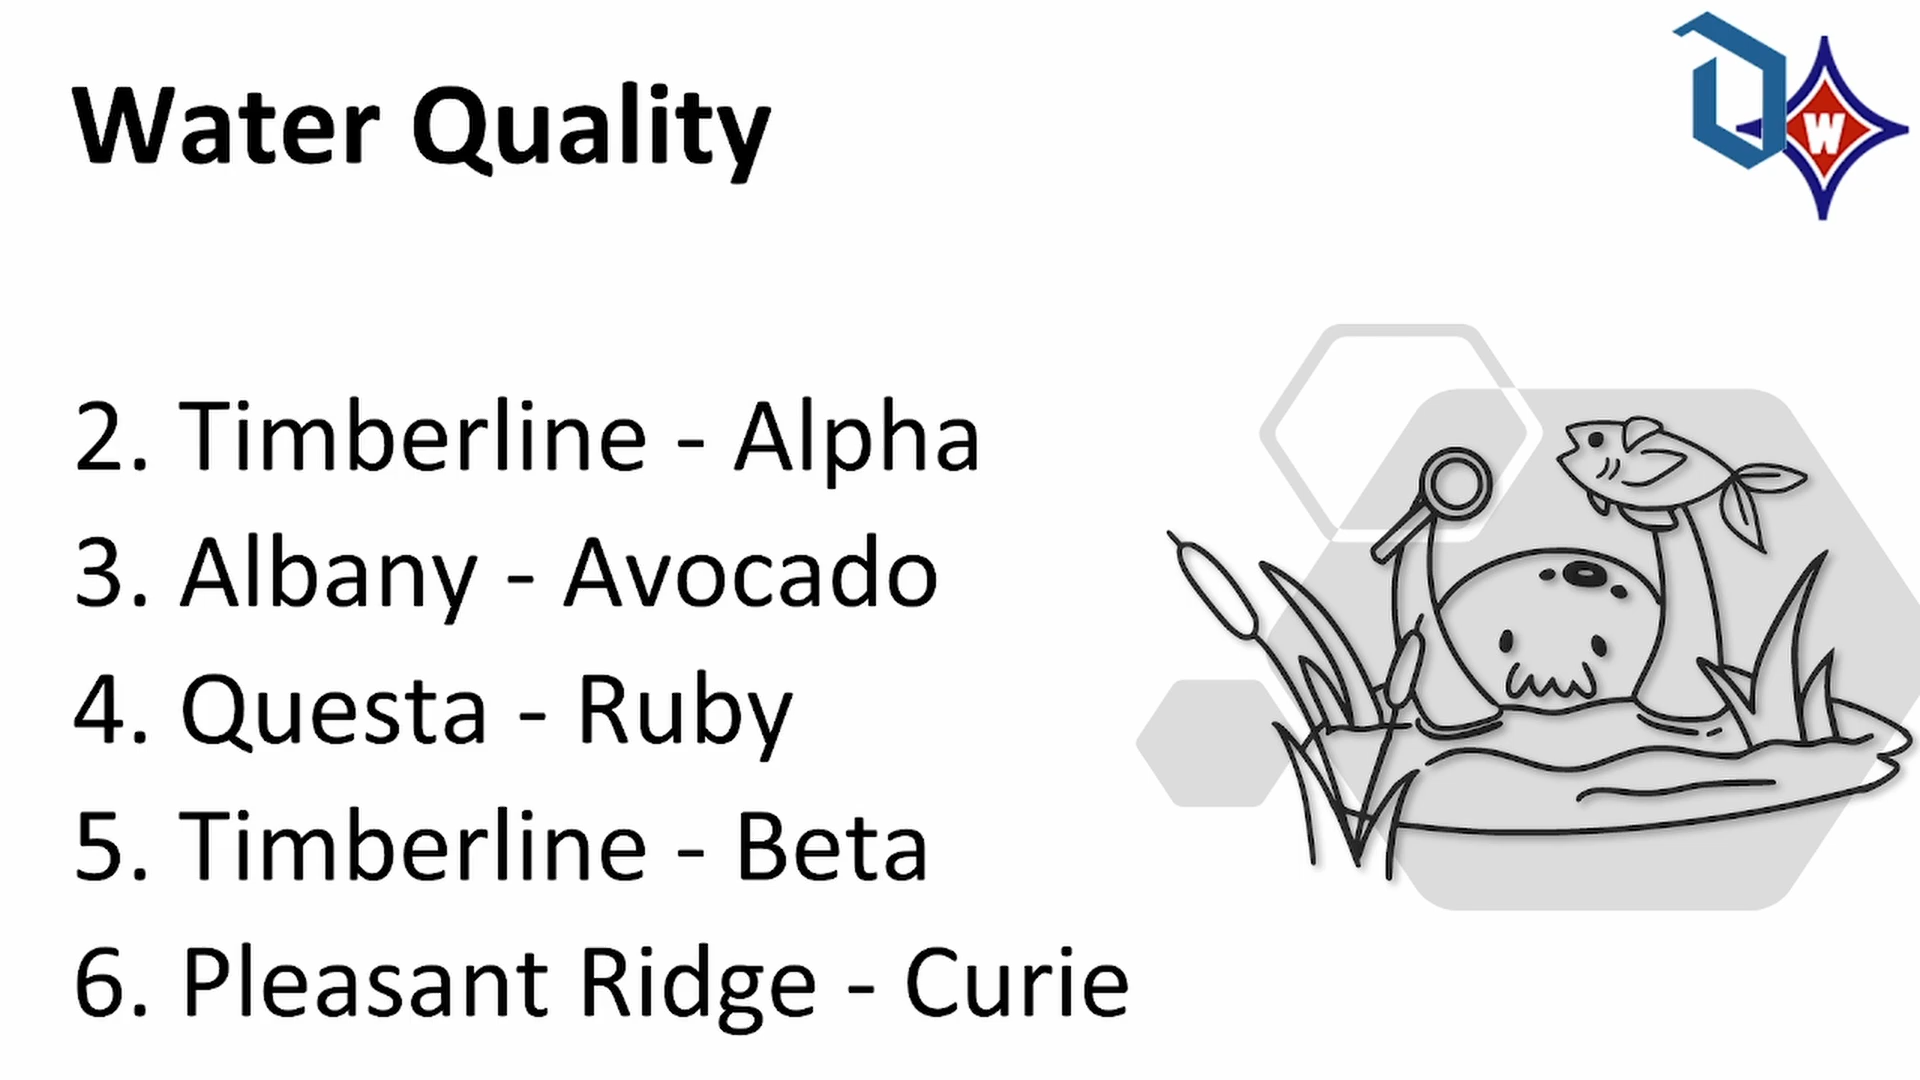 Water Quality
W
2. Timberline - Alpha
3. Albany - Avocado
4. Questa - Ruby
5. Timberline - Beta
6. Pleasant Ridge - Curie